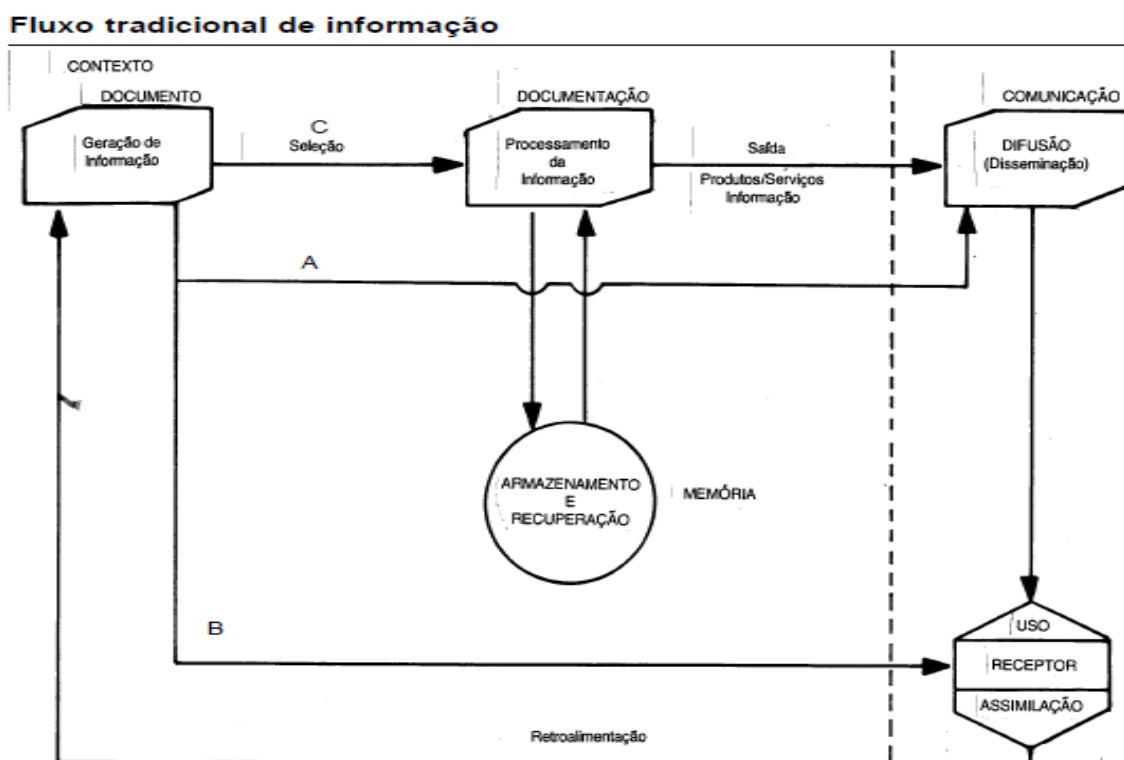 Fluxo tradicional de informação
CONTEXTO
DOCUMENTO
DOCUMENTAÇÃO
COMUNICAÇÃO
Geração de
Informação
C
Seleção
Processamento
da
Informação
Saída
Produtos/Serviços
Informação
DIFUSÃO
(Disseminação)
A
ARMAZENAMENTO
E
RECUPERAÇÃO
MEMÓRIA
B
USO
RECEPTOR
ASSIMILAÇÃO
Retroalimentação